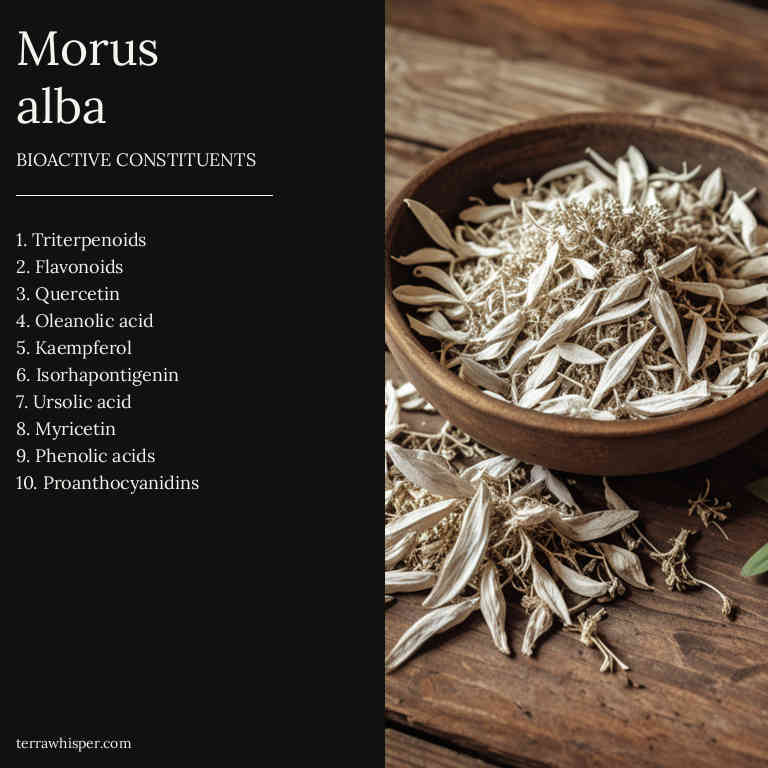 Morus
alba
BIOACTIVE CONSTITUENTS
1. Triterpenoids
2. Flavonoids
3. Quercetin
4. Oleanolic acid
5. Kaempferol
6. Isorhapontigenin
7. Ursolic acid
8. Myricetin
9. Phenolic acids
10. Proanthocyanidins
terrawhisper.com